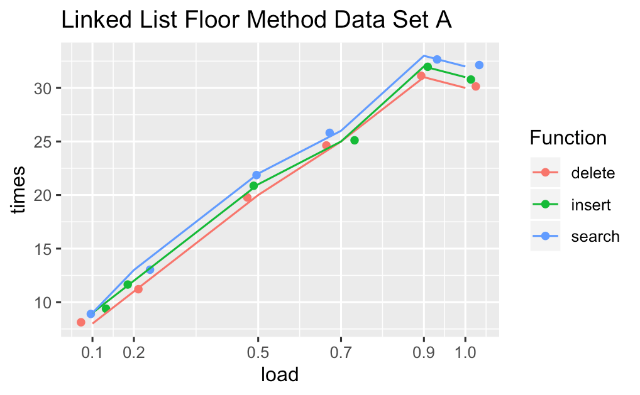 Linked List Floor Method Data Set A
times
30
25
20
15
10
0.1 0.2 0.5 0.7 0.9 1.0
load
Function
delete
insert
search